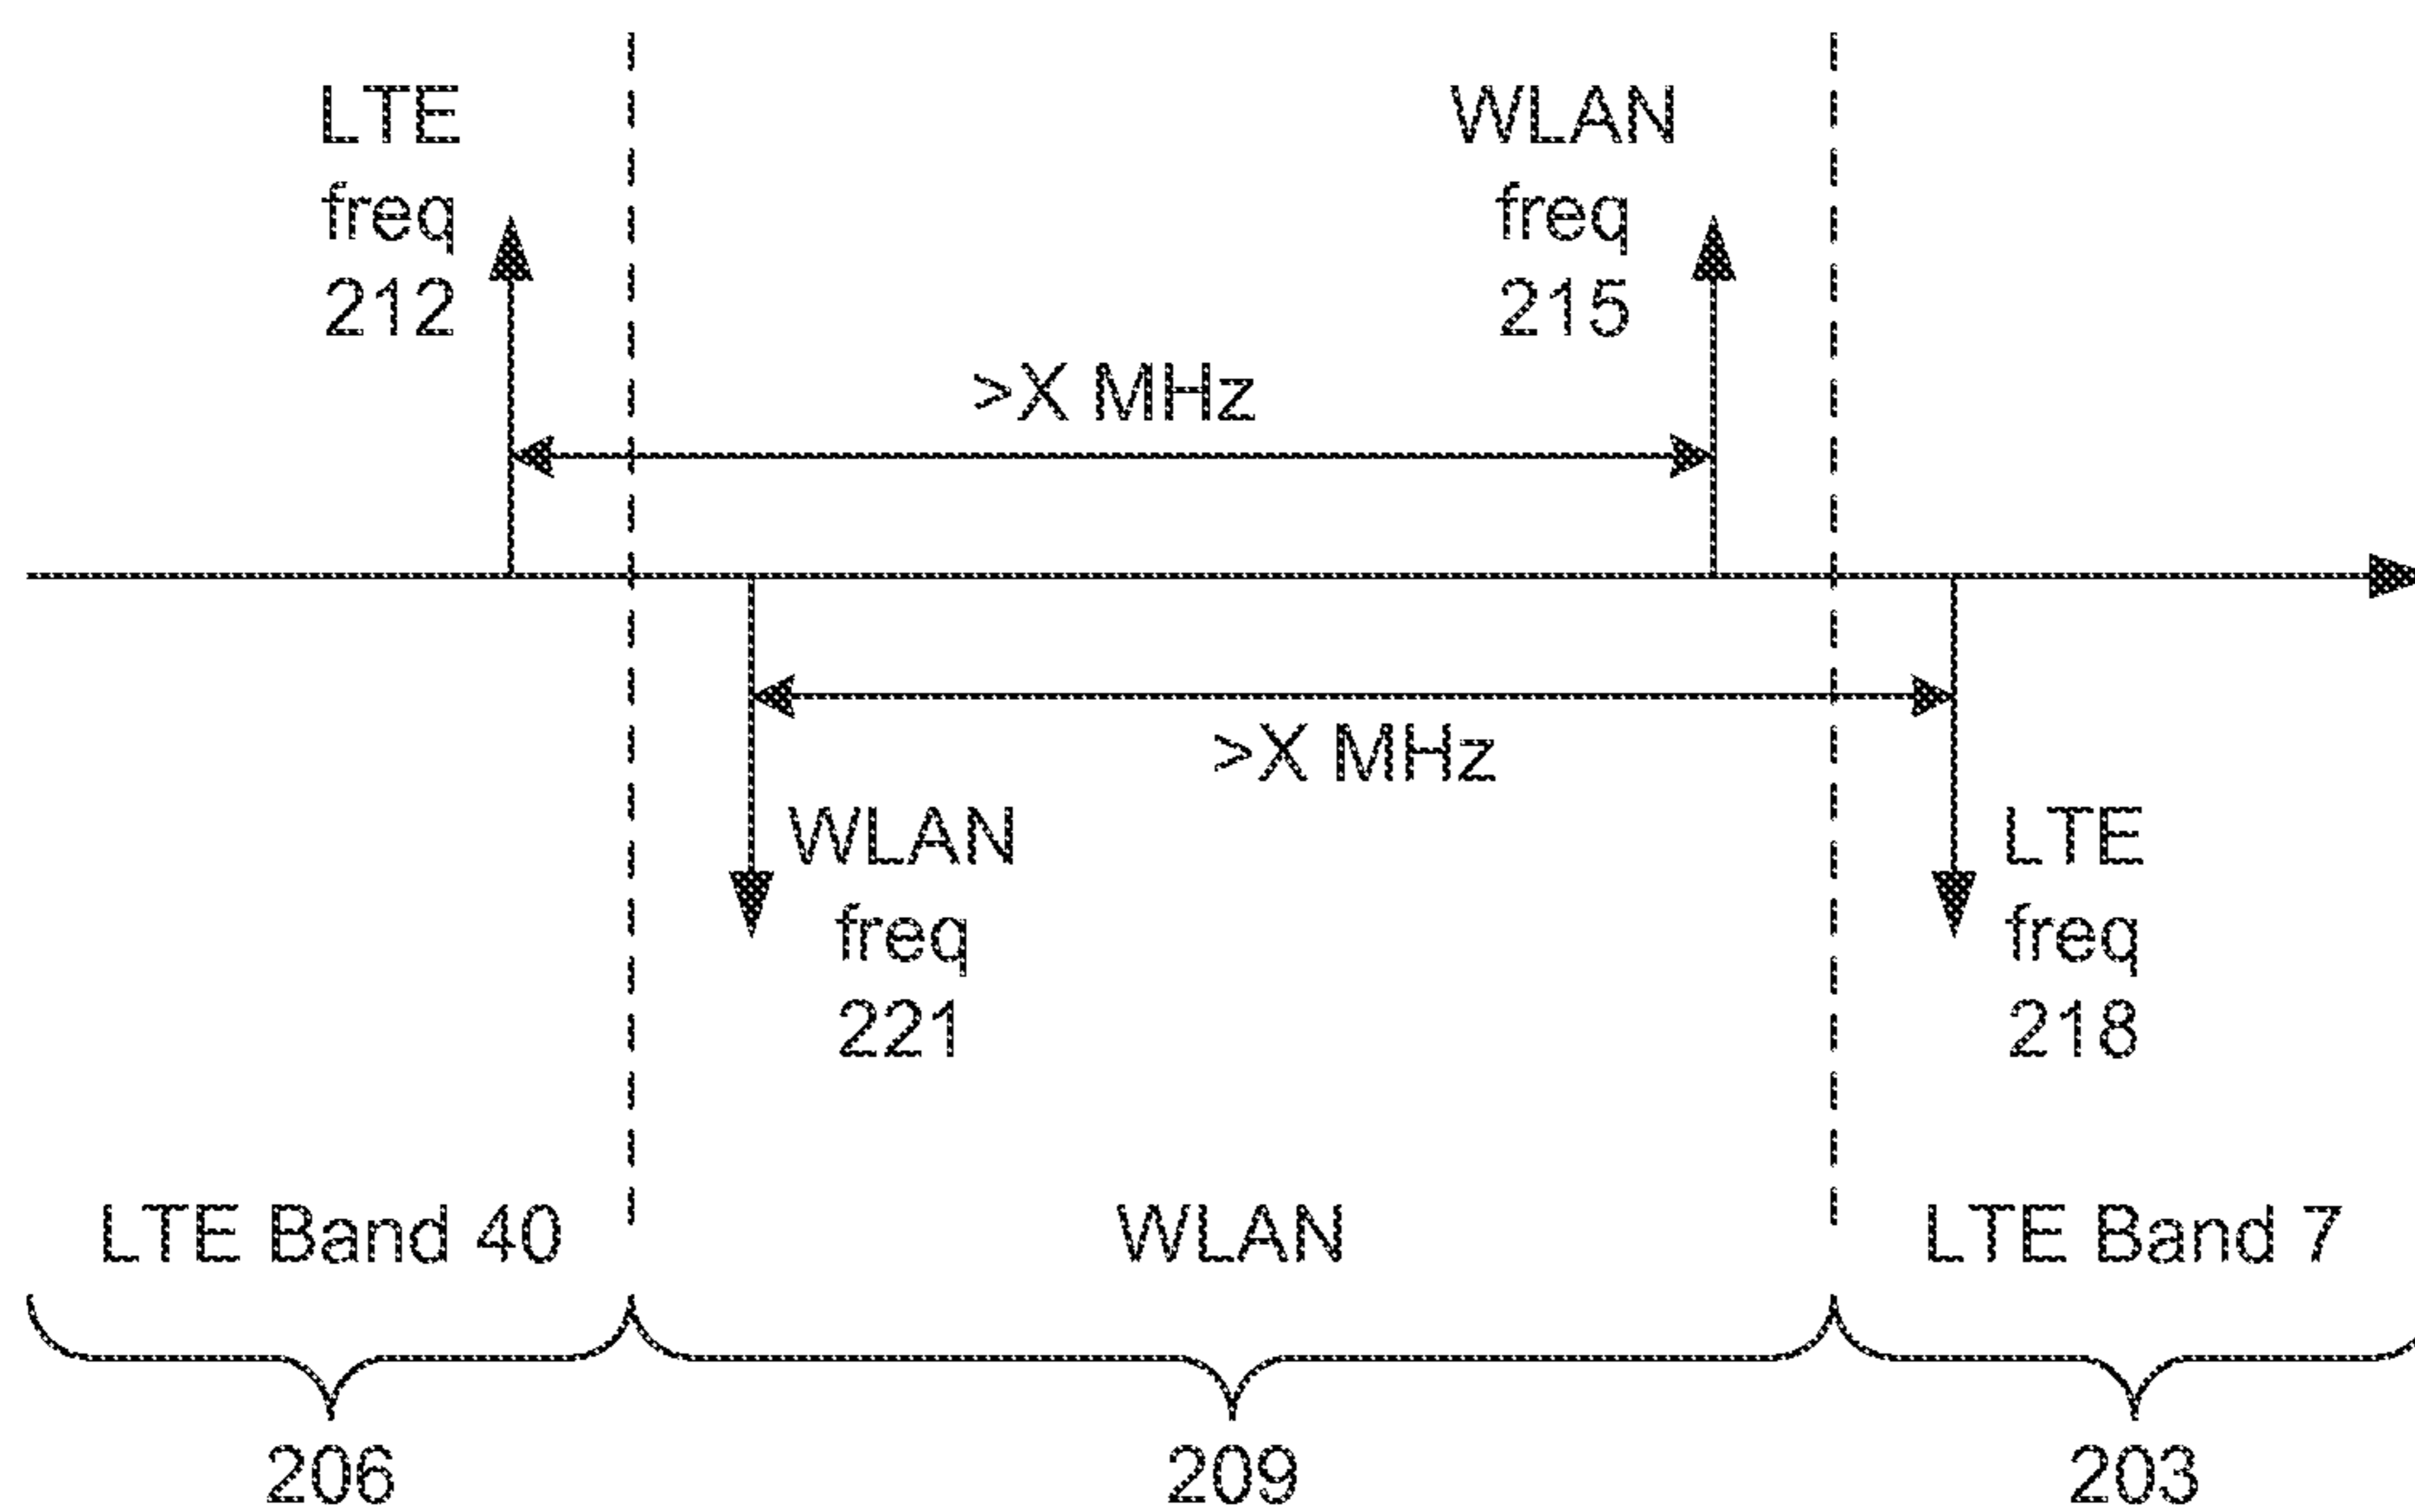 LTE
freq
212
WLAN
freq
215
>X MHz
>X MHz
WLAN
freq
221
LTE
freq
218
LTE Band 40
WLAN
LTE Band 7
206
209
203